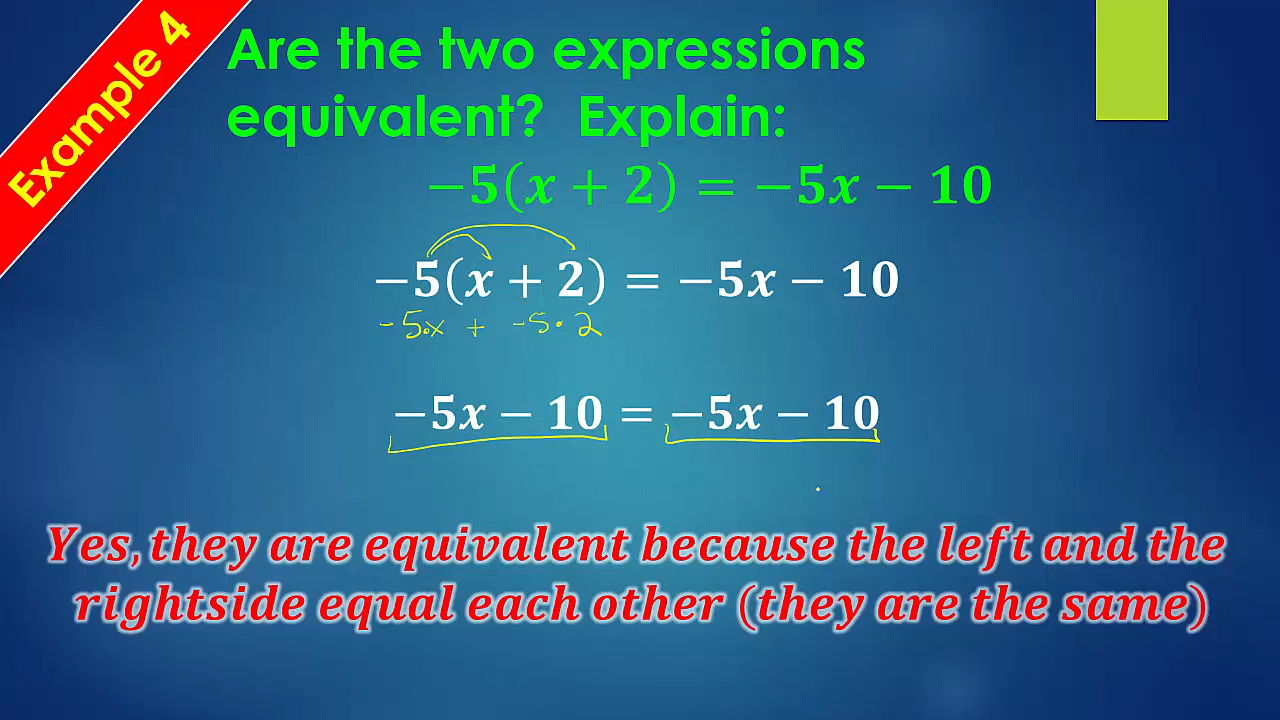 Example 4
Are the two expressions
equivalent? Explain:
−5(x + 2) = −5x − 10
−5(x + 2) = −5x − 10
-5·x + -5·2
−5x − 10 = −5x − 10
Yes, they are equivalent because the left and the
rightside equal each other (they are the same)